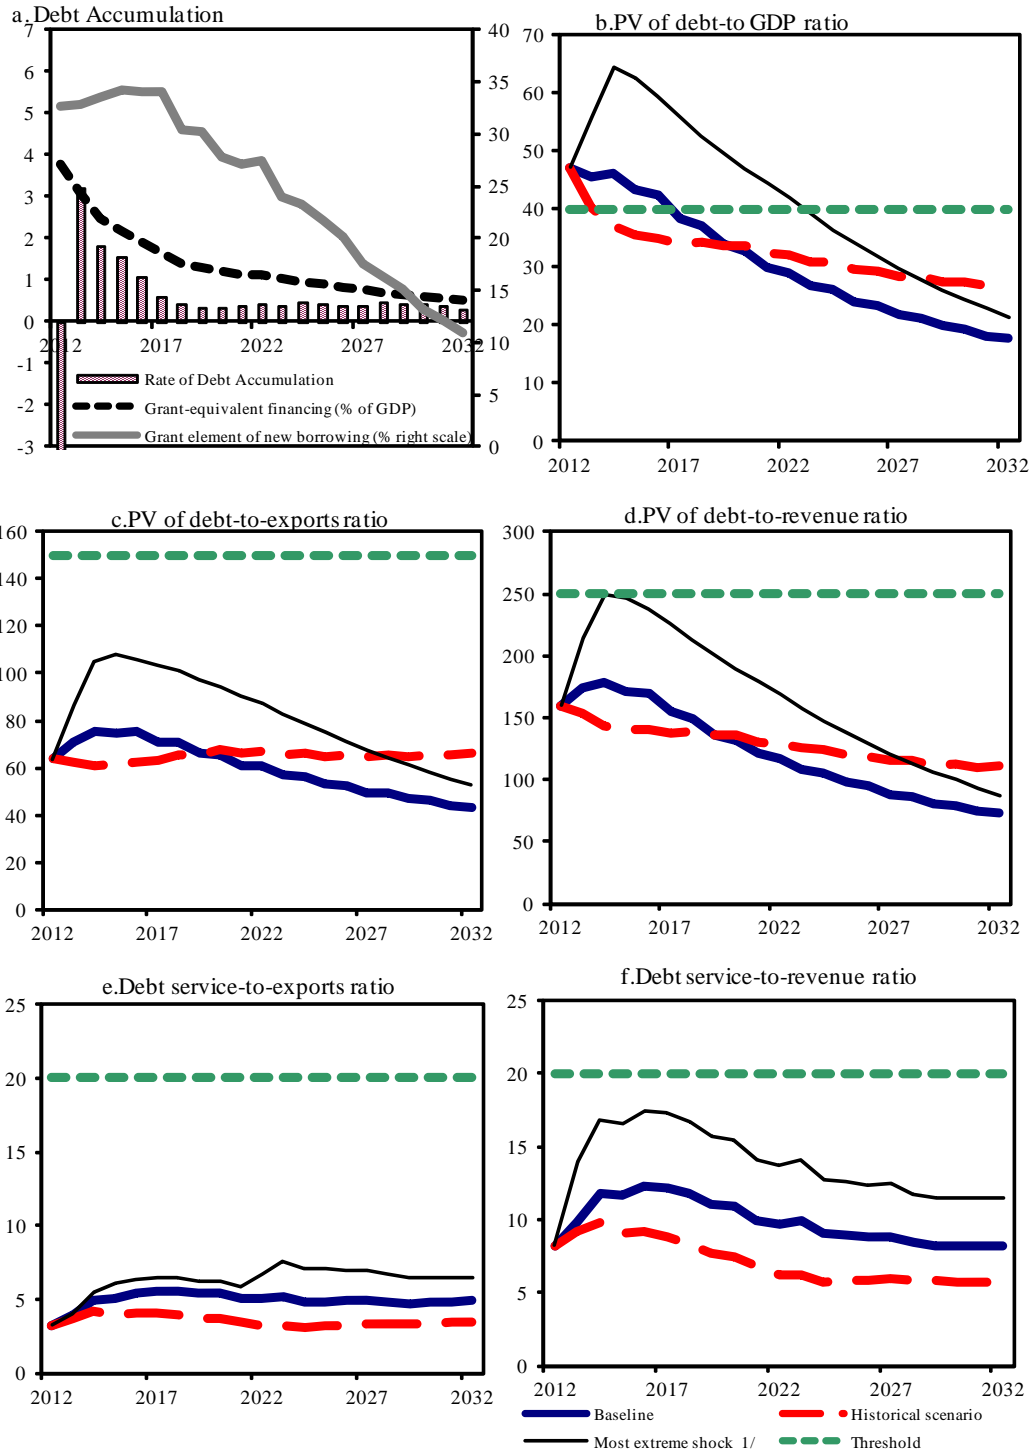 a.Debt Accumulation
7
6
5
4
3
2
1
0
-1
-2
-3
40
35
30
25
20
15
10
5
0
2012 2017 2022 2027 2032
Rate of Debt Accumulation
Grant-equivalent financing (% of GDP)
Grant element of new borrowing (% right scale)
b.PV of debt-to GDP ratio
70
60
50
40
30
20
10
0
2012 2017 2022 2027 2032
c.PV of debt-to-exports ratio
160
140
120
100
80
60
40
20
0
2012 2017 2022 2027 2032
d.PV of debt-to-revenue ratio
300
250
200
150
100
50
0
2012 2017 2022 2027 2032
e.Debt service-to-exports ratio
25
20
15
10
5
0
2012 2017 2022 2027 2032
f.Debt service-to-revenue ratio
25
20
15
10
5
0
2012 2017 2022 2027 2032
Baseline
Historical scenario
Most extreme shock 1/
Threshold